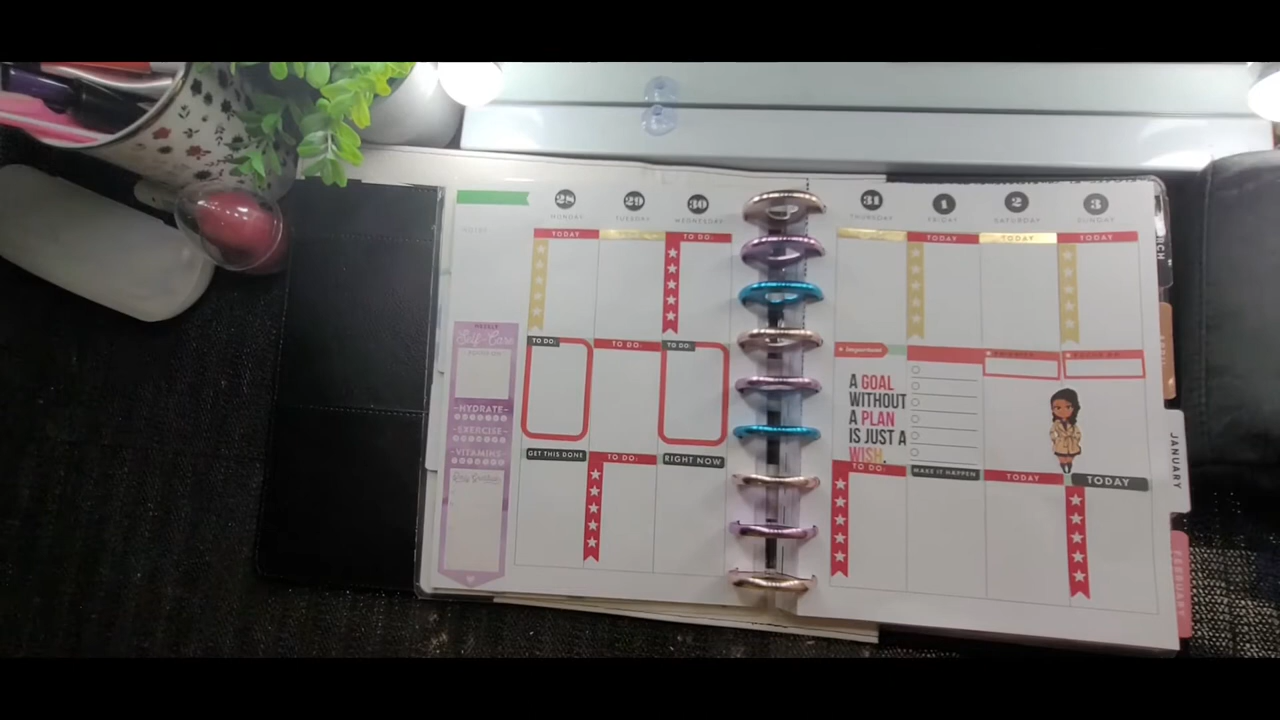 28
29
30
31
1
2
3
MONDAY
TUESDAY
WEDNESDAY
THURSDAY
FRIDAY
SATURDAY
SUNDAY
NOTES
TODAY
TO DO:
TODAY
TODAY
TODAY
Self-Care
TO DO:
TO DO:
TO DO:
Important
A GOAL
WITHOUT
A PLAN
IS JUST A
WISH.
-HYDRATE-
-EXERCISE-
-VITAMINS-
GET THIS DONE
TO DO:
RIGHT NOW
TO DO:
MAKE IT HAPPEN
TODAY
TODAY
JANUARY
FEBRUARY